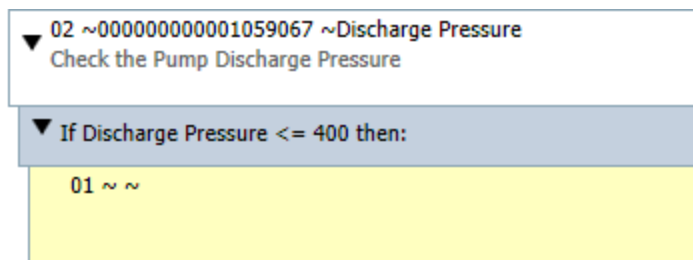 02 ~000000000001059067 ~Discharge Pressure
Check the Pump Discharge Pressure
If Discharge Pressure <= 400 then:
01 ~ ~